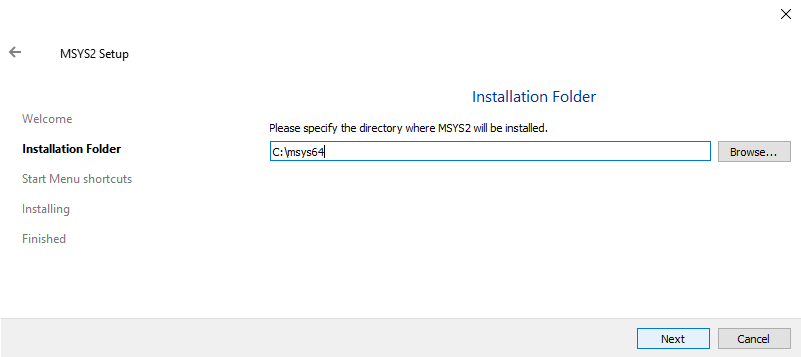 MSYS2 Setup
Installation Folder
Welcome
Please specify the directory where MSYS2 will be installed.
Installation Folder
C:\msys64
Browse...
Start Menu shortcuts
Installing
Finished
Next
Cancel